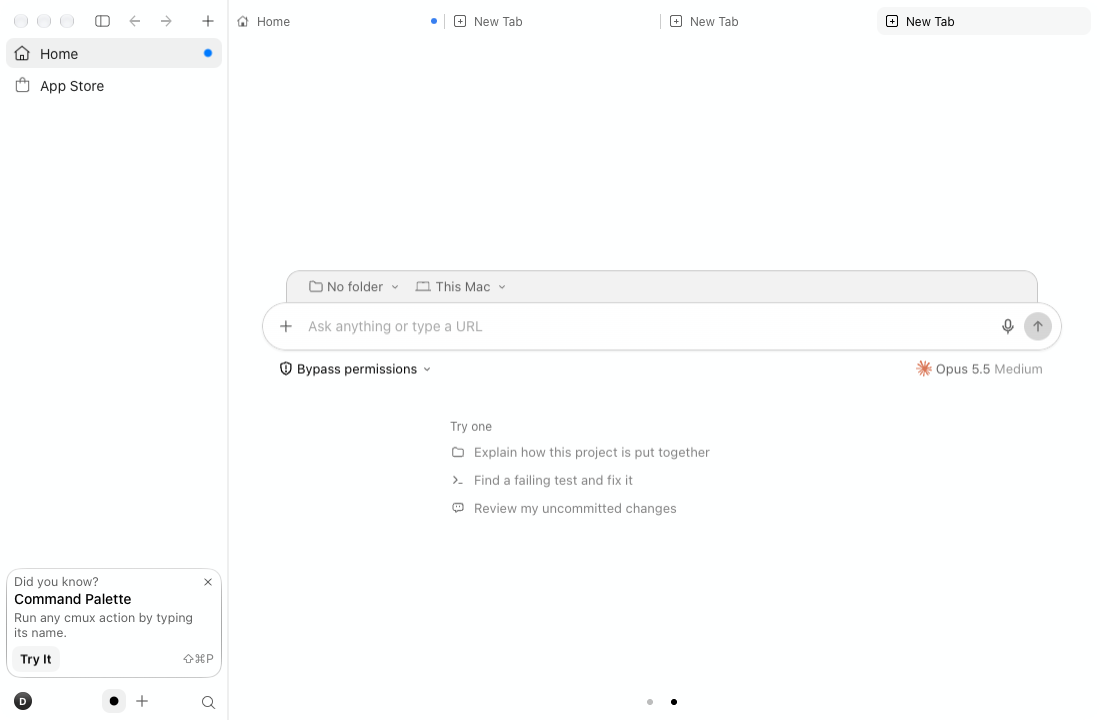 Home
New Tab
New Tab
New Tab
Home
App Store
No folder
This Mac
Ask anything or type a URL
Bypass permissions
Opus 5.5 Medium
Try one
Explain how this project is put together
Find a failing test and fix it
Review my uncommitted changes
Did you know?
Command Palette
Run any cmux action by typing
its name.
Try It
⇧⌘P
D